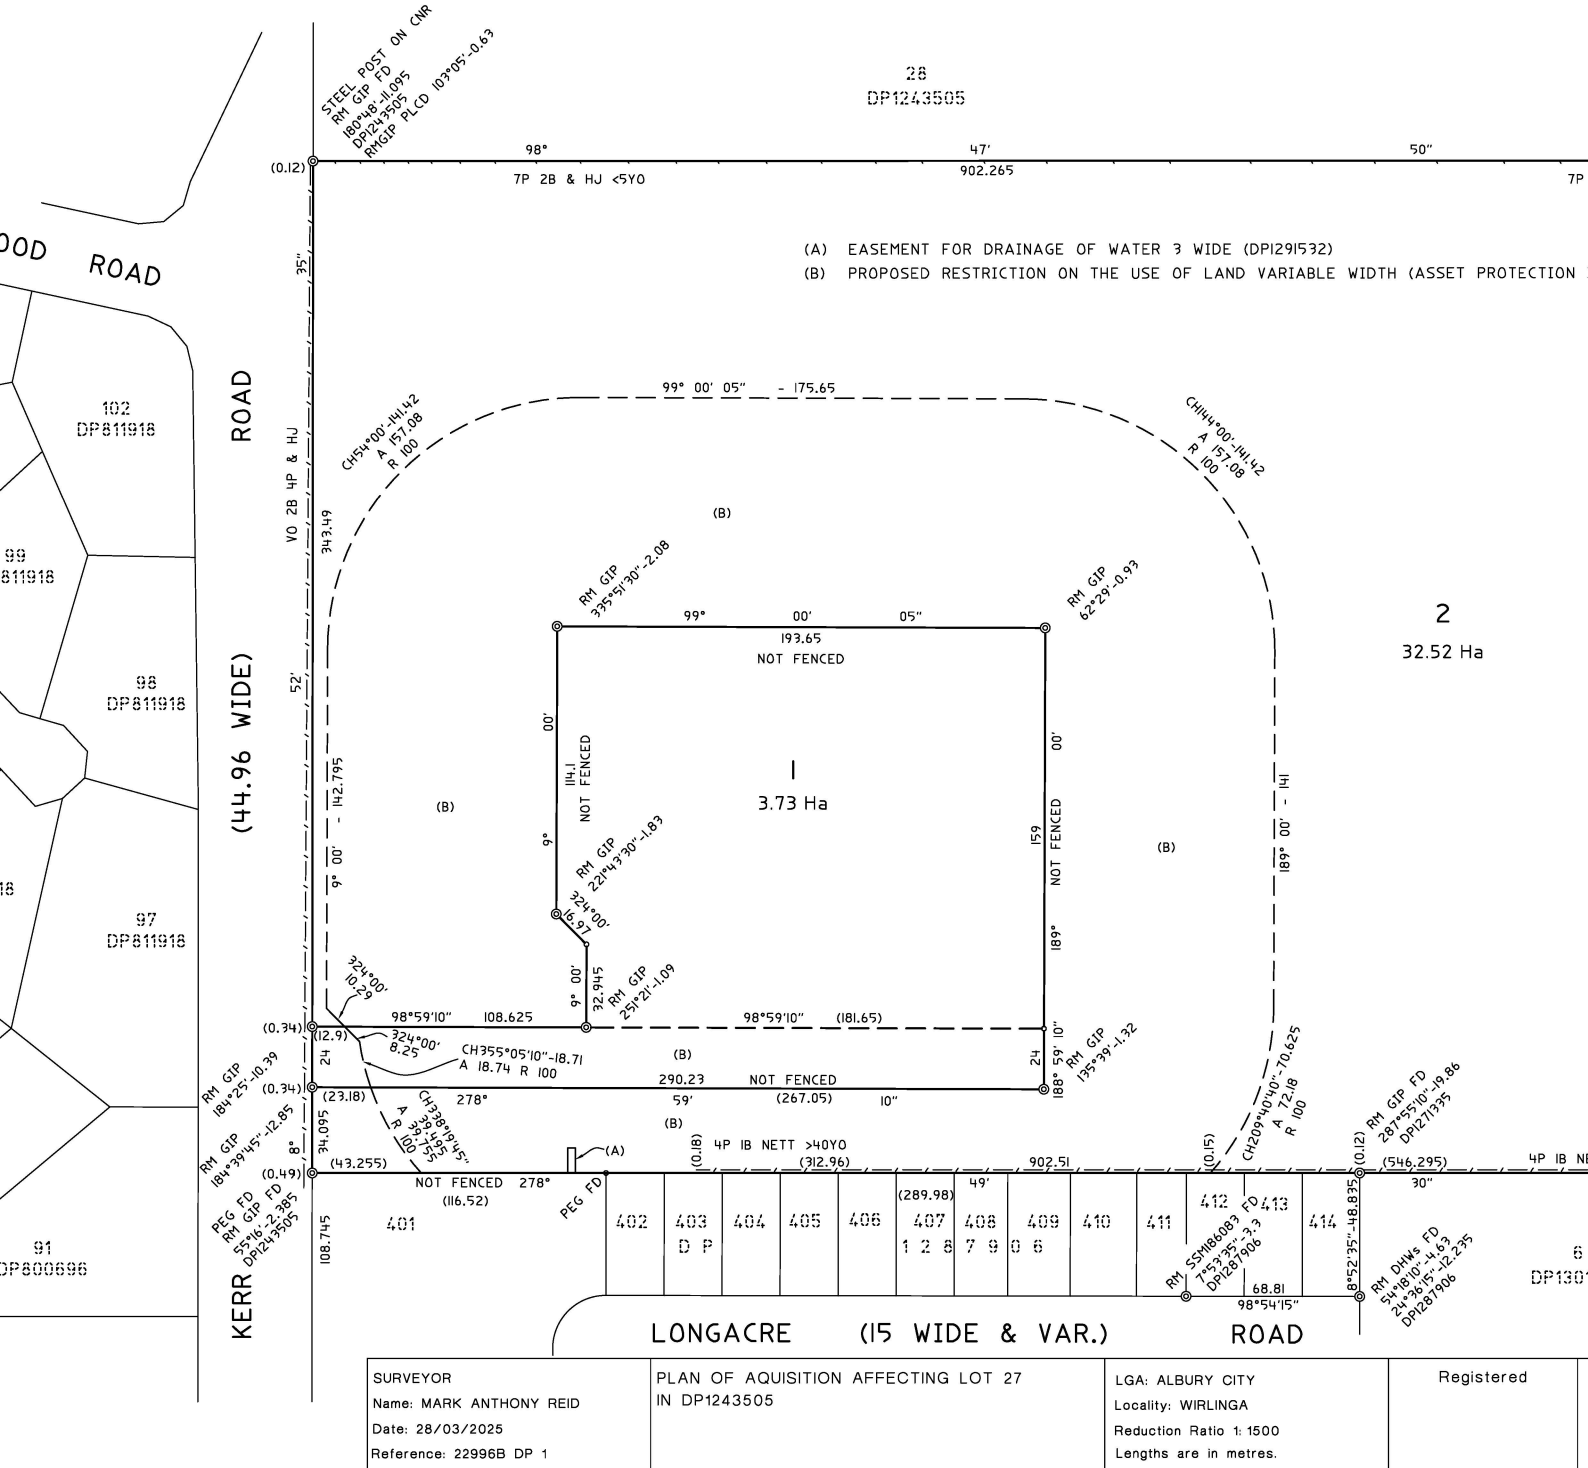 STEEL POST ON CNR
RM GIP FD
180°48'-11.095
DP1243505
RMGIP PLCD 103°05'-0.63
28
DP1243505
(0.12)
98°
47'
50"
902.265
7P 2B & HJ <5YO
7P
OOD ROAD
35"
(A) EASEMENT FOR DRAINAGE OF WATER 3 WIDE (DP1291532)
(B) PROPOSED RESTRICTION ON THE USE OF LAND VARIABLE WIDTH (ASSET PROTECTION
99° 00' 05" - 175.65
CH54°00'-141.42
A 157.08
R 100
CH144°00'-141.42
A 157.08
R 100
102
DP811918
ROAD
VO 2B 4P & HJ
343.49
(B)
99
811918
RM GIP
335°51'30"-2.08
RM GIP
62°29'-0.93
99°
00'
05"
193.65
NOT FENCED
2
32.52 Ha
98
DP811918
(44.96 WIDE)
52'
9° 00' - 142.795
00'
114.1
NOT FENCED
9°
1
3.73 Ha
00'
159
NOT FENCED
189°
189° 00' - 141
(B)
(B)
RM GIP
221°43'30"-1.83
324°00'
16.97
18
97
DP811918
324°00'
10.29
9° 00'
32.945
RM GIP
251°21'-1.09
98°59'10" 108.625
98°59'10" (181.65)
(0.34)
(12.9)
324°00'
8.25
24
CH355°05'10"-18.71
A 18.74 R 100
(B)
24
188° 59' 10"
RM GIP
135°39'-1.32
RM GIP
184°25'-10.39
(0.34)
290.23 NOT FENCED
(23.18)
278°
59'
(267.05)
10"
CH338°19'45"
39.495
A 39.755
R 100
CH209°40'40"-70.625
A 72.18
R 100
RM GIP FD
287°55'10"-19.86
DP1271335
RM GIP
184°39'45"-12.85
8°
34.095
(B)
(A)
(0.18)
4P IB NETT >40YO
(0.15)
(0.12)
(0.49)
(43.255)
(312.96)
902.51
(546.295)
4P IB NE
NOT FENCED 278°
(116.52)
49'
30"
PEG FD
RM GIP FD
55°16'-2.385
DP1243505
108.745
PEG FD
401
402
403
404
405
406
(289.98)
407
408
409
410
411
412
413
414
DP
1287906
RM SSM186083 FD
7°53'35"-3.3
DP1287906
8°52'35"-48.835
RM DHWs FD
54°18'10"-4.63
24°36'15"-12.235
DP1287906
6
DP1301
91
DP800696
68.81
98°54'15"
KERR
LONGACRE (15 WIDE & VAR.) ROAD
SURVEYOR
Name: MARK ANTHONY REID
Date: 28/03/2025
Reference: 22996B DP 1
PLAN OF AQUISITION AFFECTING LOT 27
IN DP1243505
LGA: ALBURY CITY
Locality: WIRLINGA
Reduction Ratio 1: 1500
Lengths are in metres.
Registered